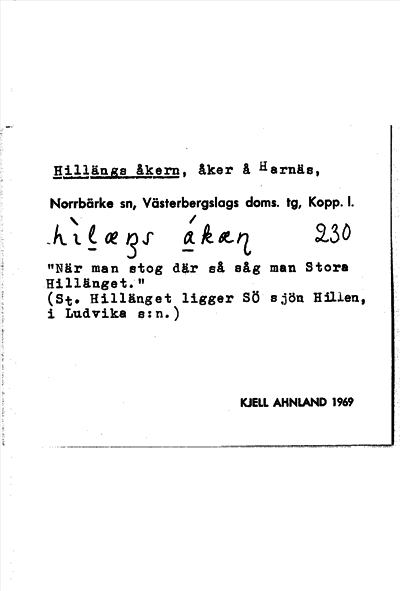 Hillängs åkern, åker å Harnäs,
Norrbärke sn, Västerbergslags doms. tg, Kopp. l.
230
"När man stog där så såg man Stora
Hillänget."
(St. Hillänget ligger SÖ sjön Hillen,
i Ludvika s:n.)
KJELL AHNLAND 1969